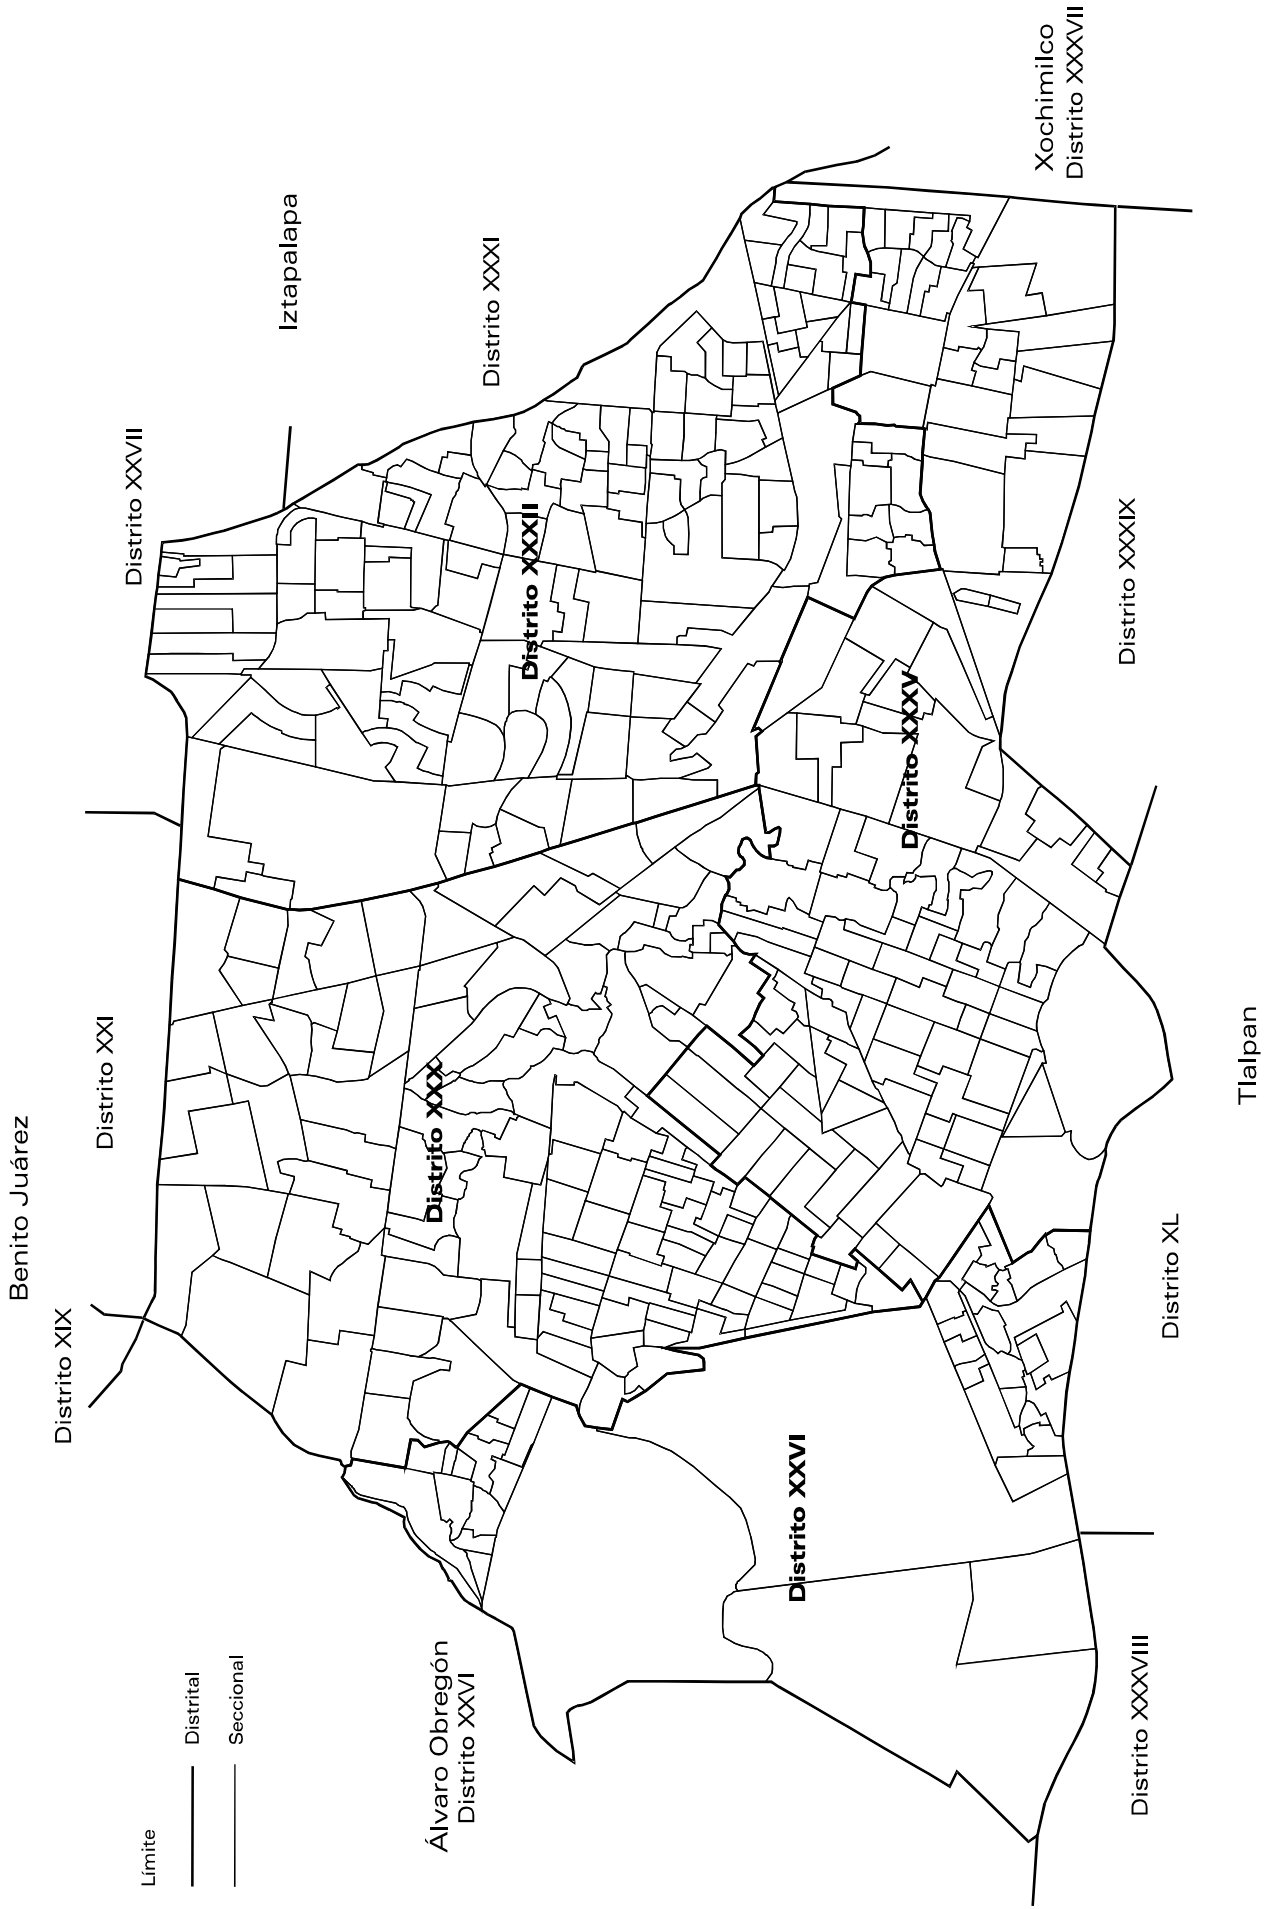 Benito Juárez
Distrito XIX
Distrito XXI
Distrito XXVII
Iztapalapa
Distrito XXXI
Xochimilco
Distrito XXXVII
Límite
Distrital
Seccional
Álvaro Obregón
Distrito XXVI
Distrito XXX
Distrito XXXII
Distrito XXVI
Distrito XXXV
Distrito XXXVIII
Distrito XL
Distrito XXXIX
Tlalpan